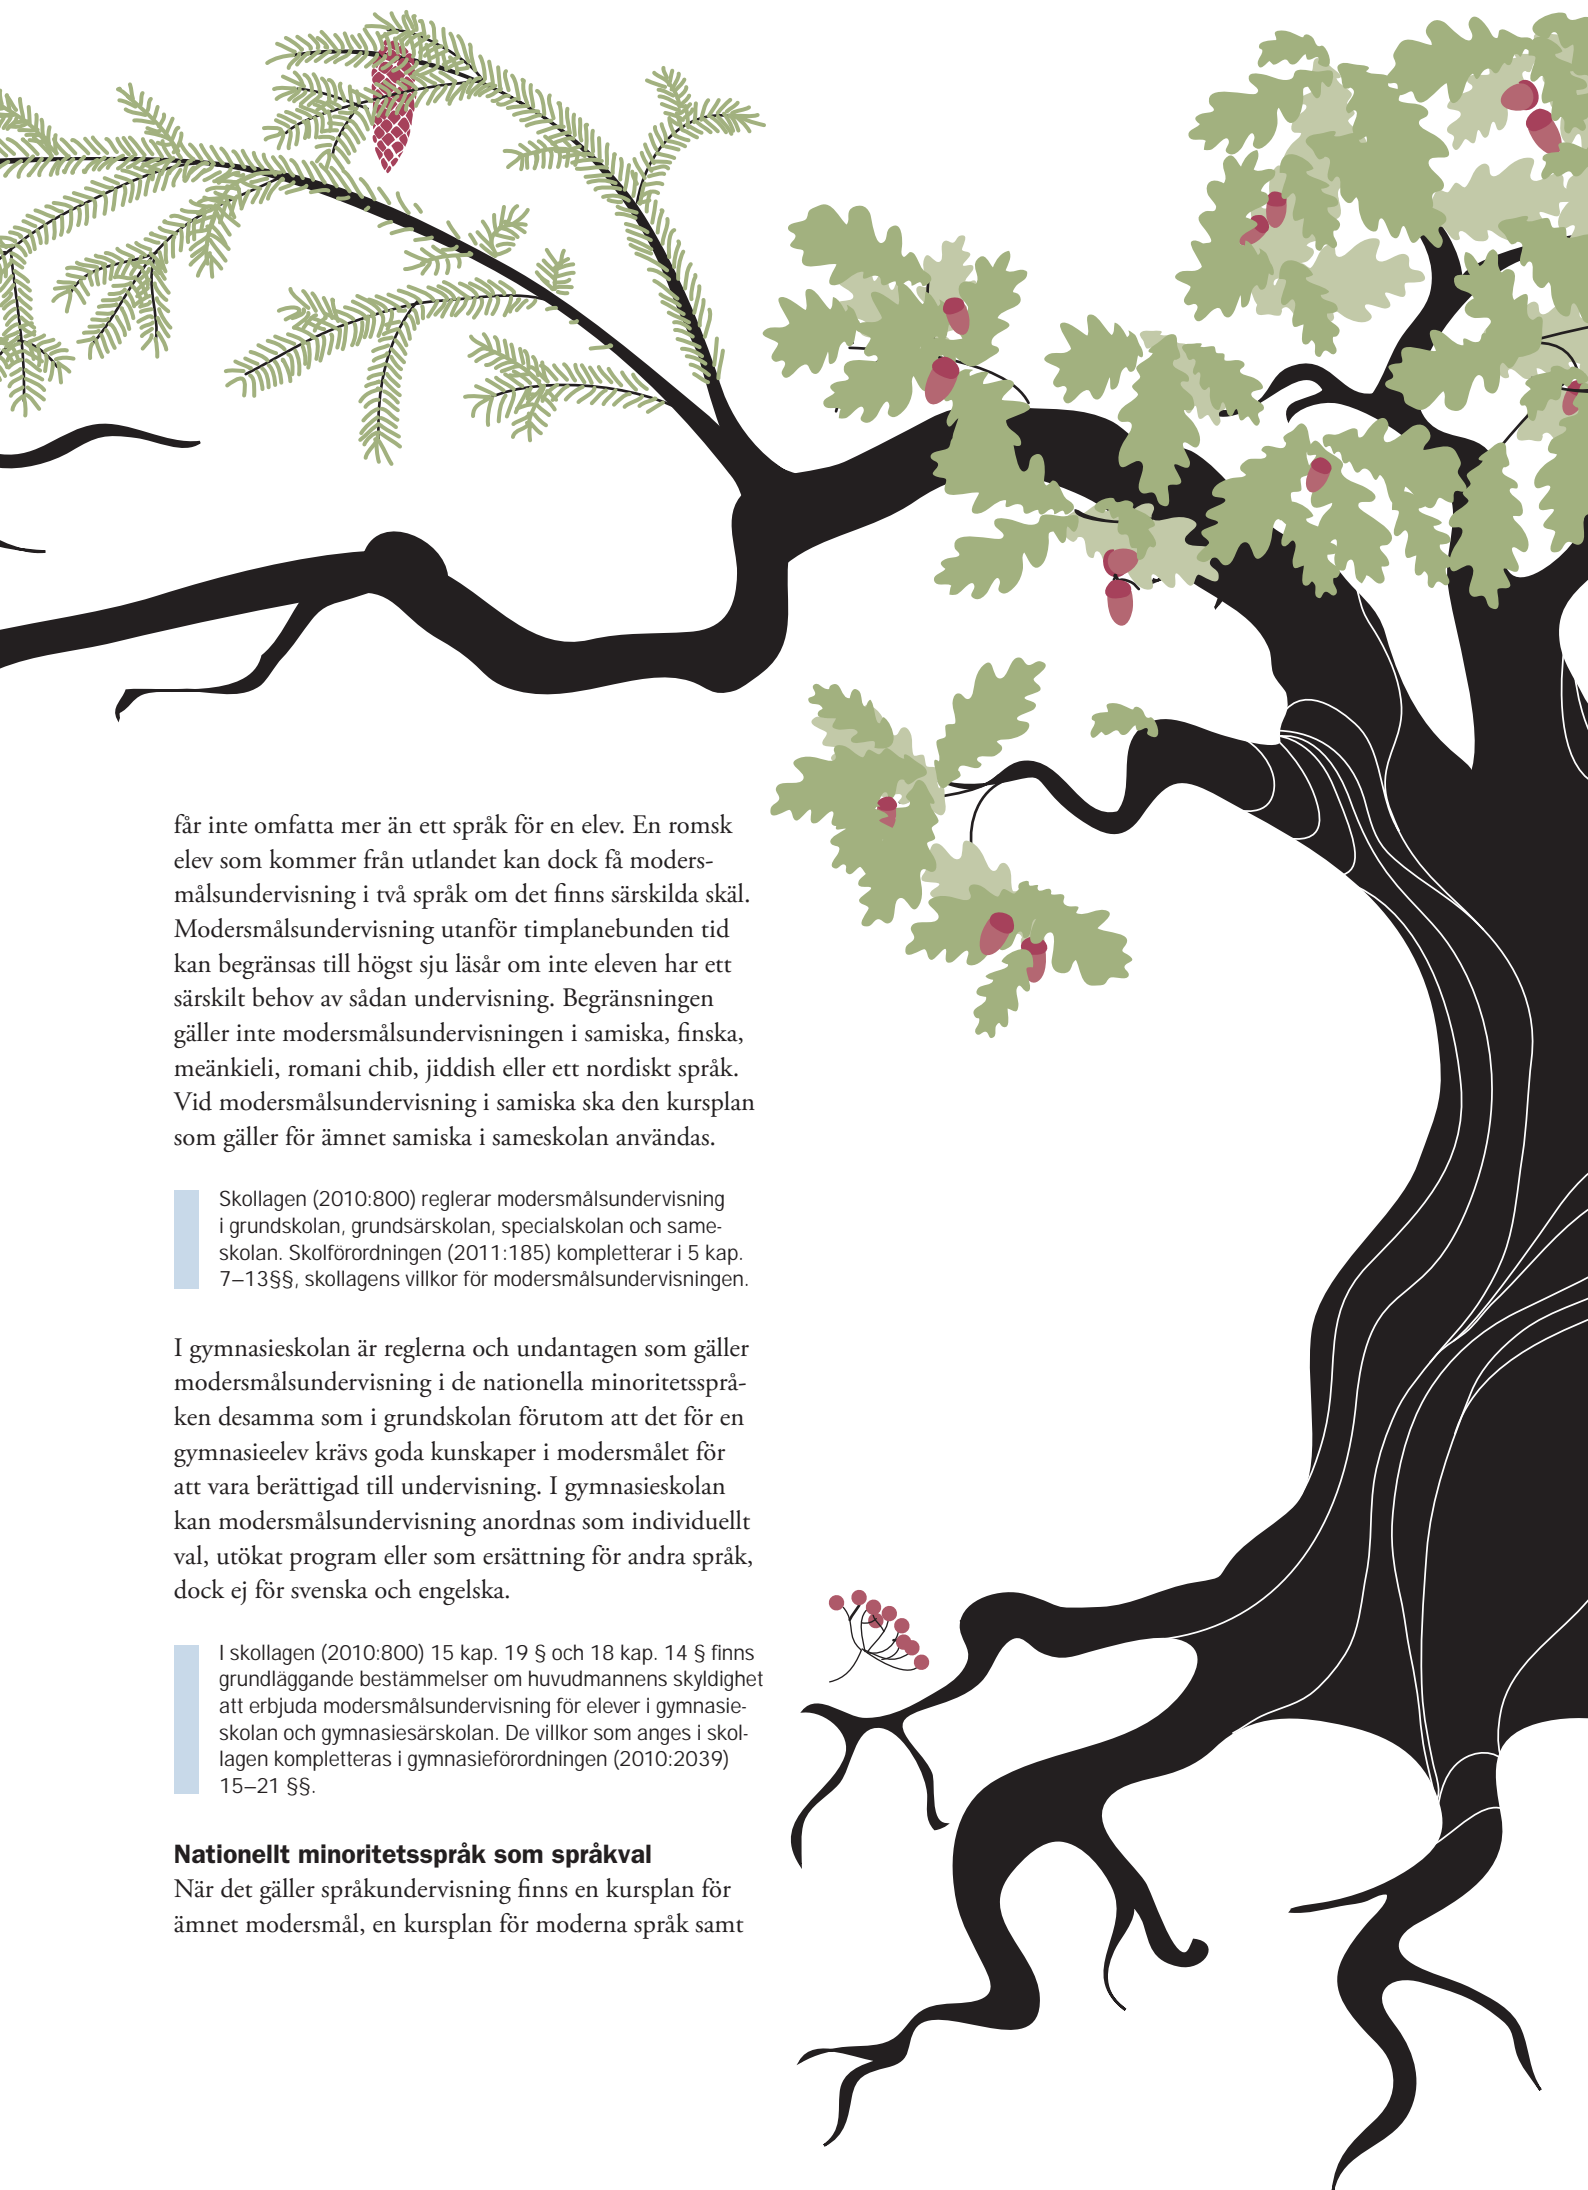 får inte omfatta mer än ett språk för en elev. En romsk
elev som kommer från utlandet kan dock få moders-
målsundervisning i två språk om det finns särskilda skäl.
Modersmålsundervisning utanför timplanebunden tid
kan begränsas till högst sju läsår om inte eleven har ett
särskilt behov av sådan undervisning. Begränsningen
gäller inte modersmålsundervisningen i samiska, finska,
meänkieli, romani chib, jiddish eller ett nordiskt språk.
Vid modersmålsundervisning i samiska ska den kursplan
som gäller för ämnet samiska i sameskolan användas.
Skollagen (2010:800) reglerar modersmålsundervisning
i grundskolan, grundsärskolan, specialskolan och same-
skolan. Skolförordningen (2011:185) kompletterar i 5 kap.
7–13§§, skollagens villkor för modersmålsundervisningen.
I gymnasieskolan är reglerna och undantagen som gäller
modersmålsundervisning i de nationella minoritetssprå-
ken desamma som i grundskolan förutom att det för en
gymnasieelev krävs goda kunskaper i modersmålet för
att vara berättigad till undervisning. I gymnasieskolan
kan modersmålsundervisning anordnas som individuellt
val, utökat program eller som ersättning för andra språk,
dock ej för svenska och engelska.
I skollagen (2010:800) 15 kap. 19 § och 18 kap. 14 § finns
grundläggande bestämmelser om huvudmannens skyldighet
att erbjuda modersmålsundervisning för elever i gymnasie-
skolan och gymnasiesärskolan. De villkor som anges i skol-
lagen kompletteras i gymnasieförordningen (2010:2039)
15–21 §§.
Nationellt minoritetsspråk som språkval
När det gäller språkundervisning finns en kursplan för
ämnet modersmål, en kursplan för moderna språk samt